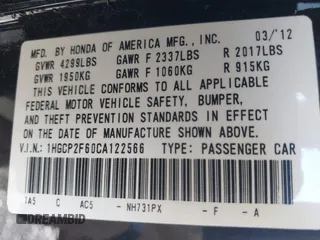 MFD. BY HONDA OF AMERICA MFG., INC. 03/'12
GVWR 4299LBS GAWR F 2337LBS R 2017LBS
GVWR 1950KG GAWR F 1060KG R 915KG
THIS VEHICLE CONFORMS TO ALL APPLICABLE
FEDERAL MOTOR VEHICLE SAFETY, BUMPER,
AND THEFT PREVENTION STANDARDS IN EFFECT ON
THE DATE OF MANUFACTURE SHOWN ABOVE.
V.I.N.: 1HGCP2F60CA122566 TYPE: PASSENGER CAR
TA5 C AC5 - NH731PX - F - A